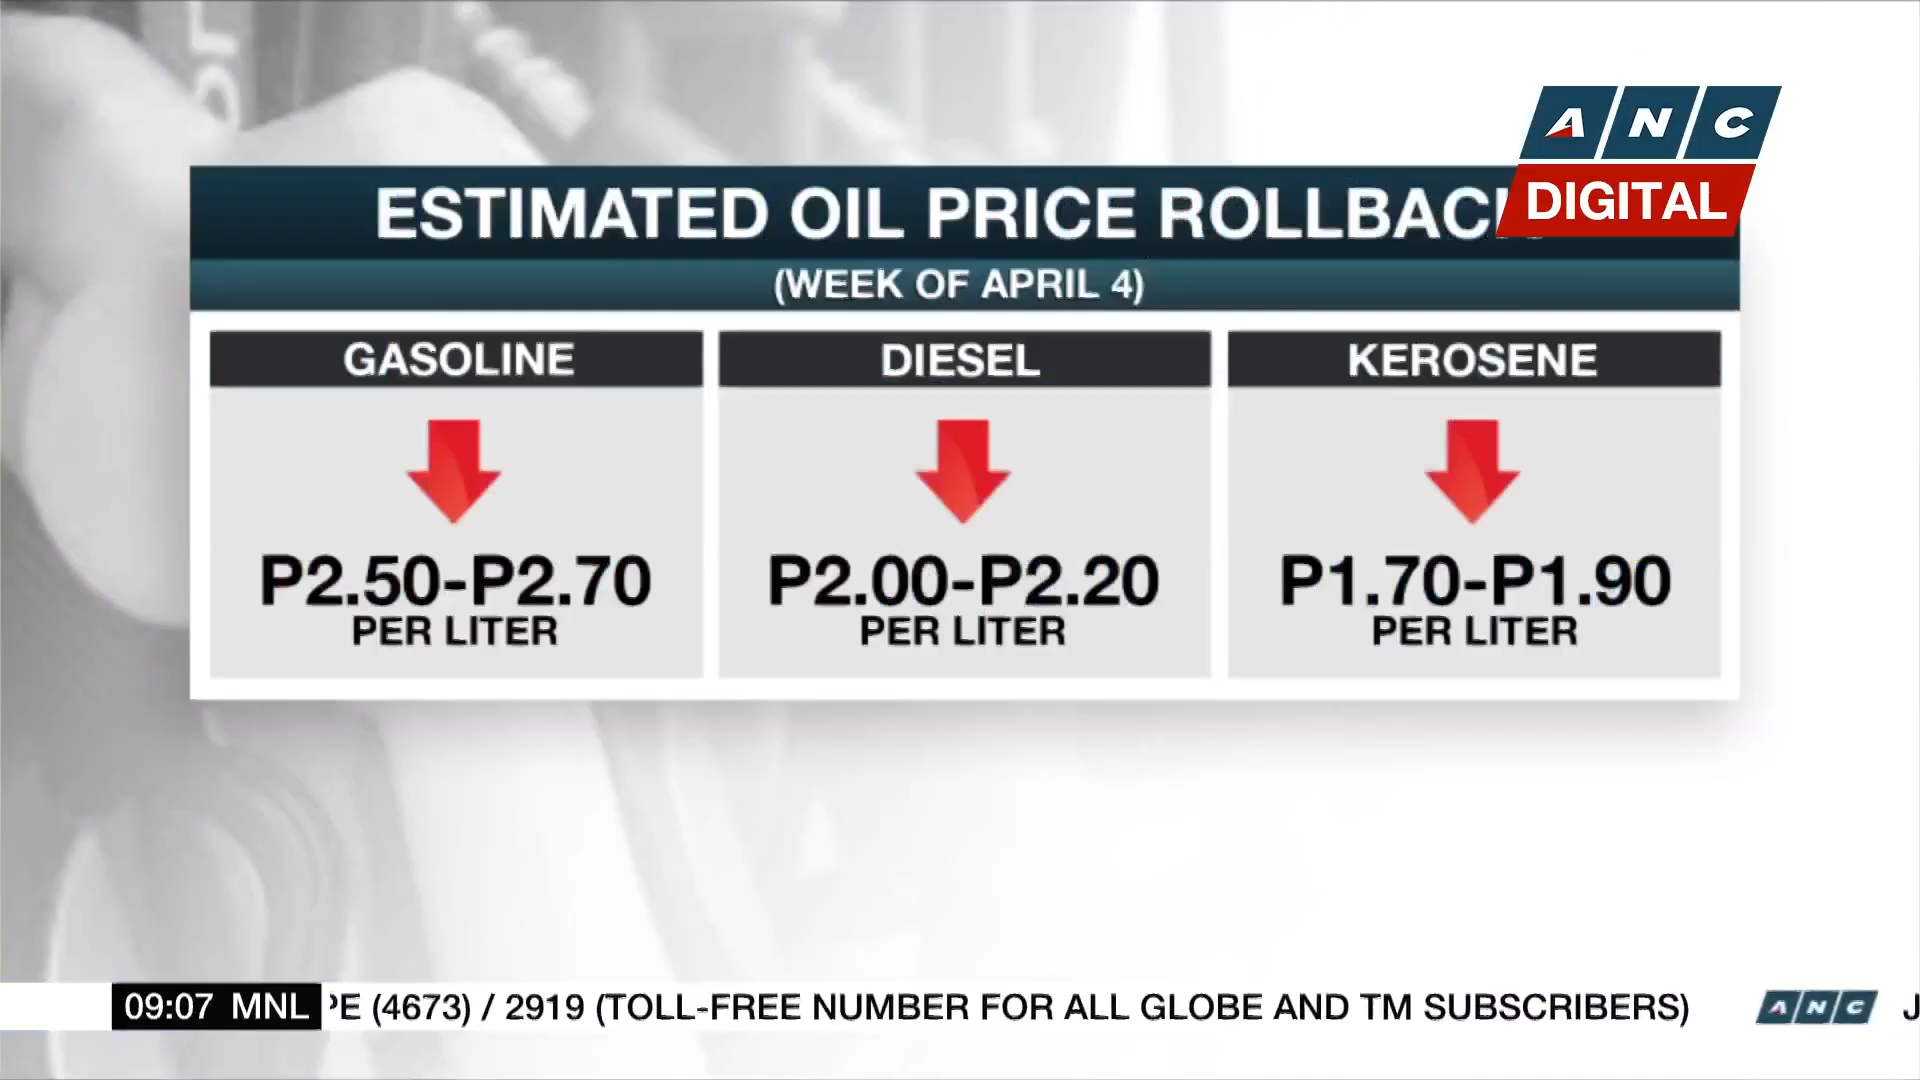 ANC
DIGITAL
ESTIMATED OIL PRICE
(WEEK OF APRIL 4)
GASOLINE
DIESEL
KEROSENE
P2.50-P2.70
PER LITER
P2.00-P2.20
PER LITER
P1.70-P1.90
PER LITER
09:07 MNL
(4673) / 2919 (TOLL-FREE NUMBER FOR ALL GLOBE AND TM SUBSCRIBERS)
ANC